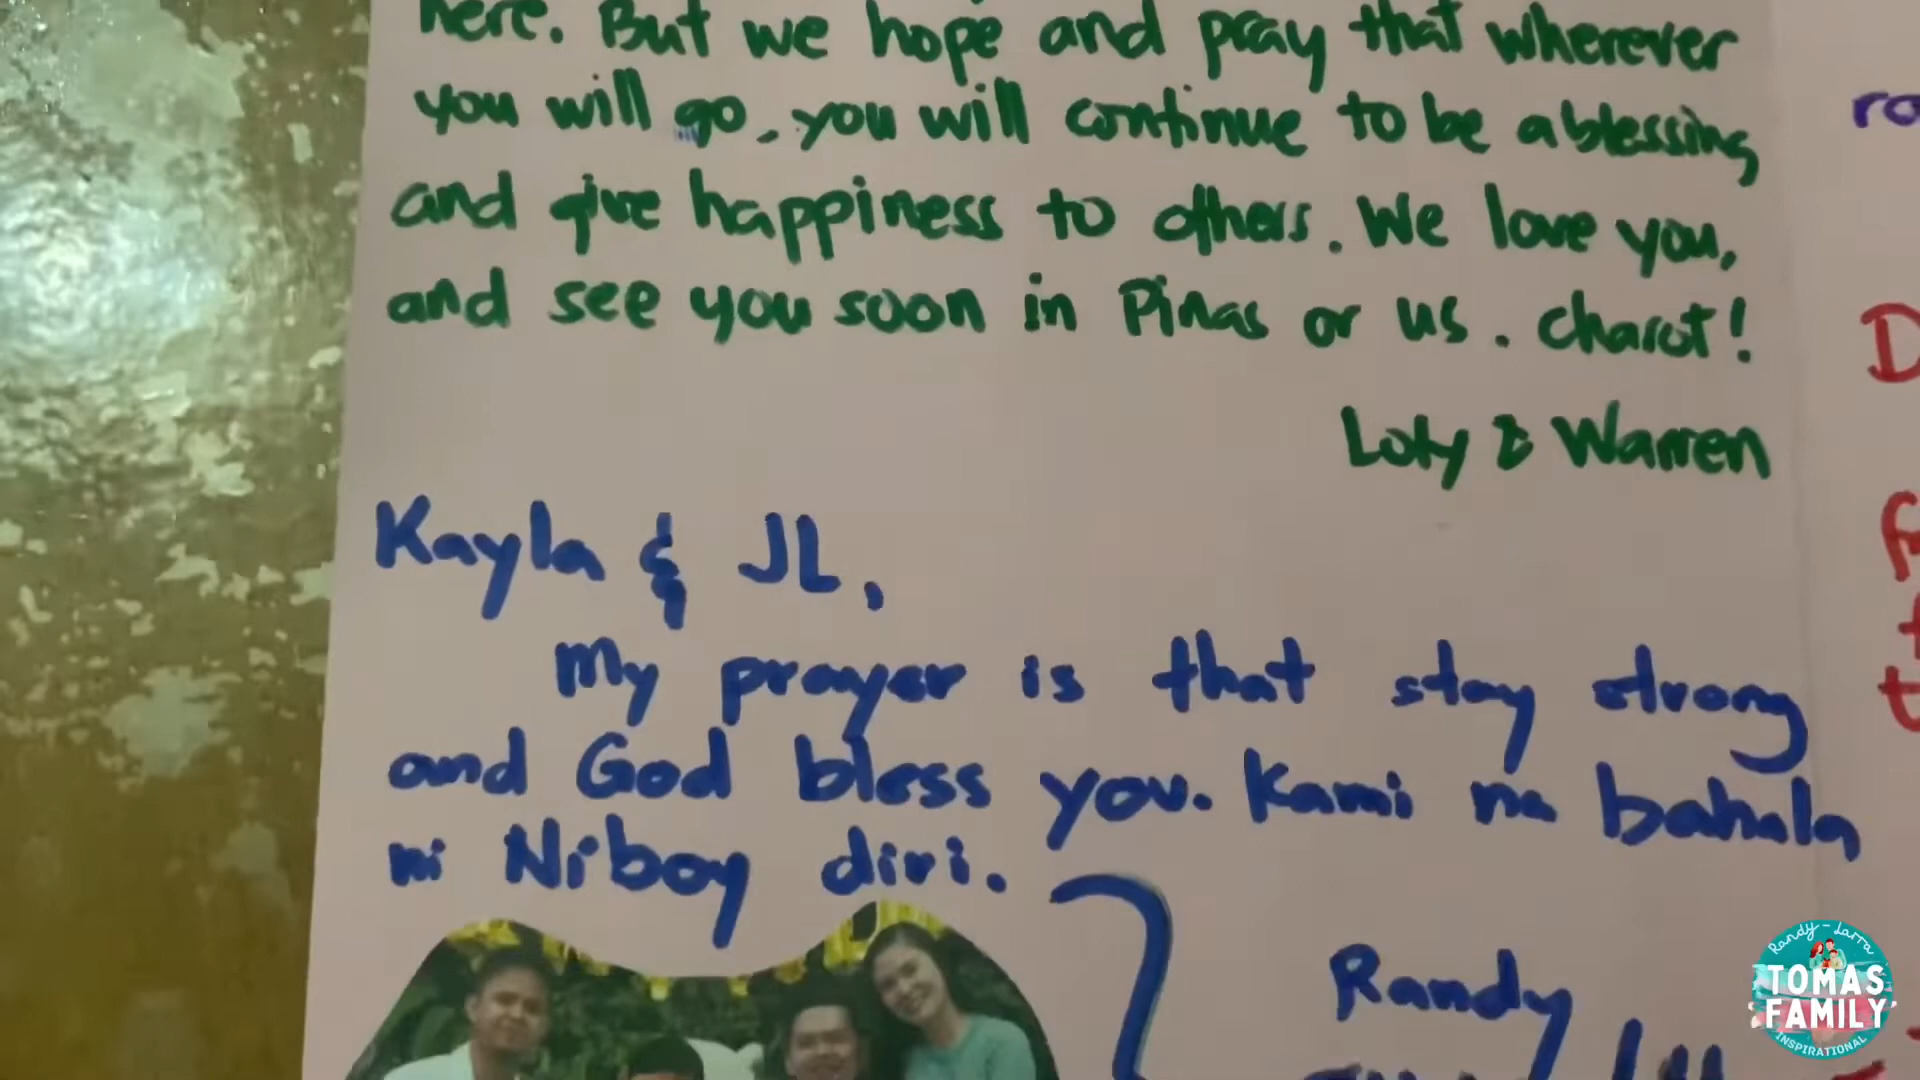 here. But we hope and pray that wherever
you will go, you will continue to be a blessing
and give happiness to others. We love you,
and see you soon in Pinas or US. Charot!
Loty & Warren
Kayla & JL,
My prayer is that stay strong
and God bless you. Kami na bahala
ni Niboy diri.
Randy
Randy - Larra
TOMAS
FAMILY
INSPIRATIONAL